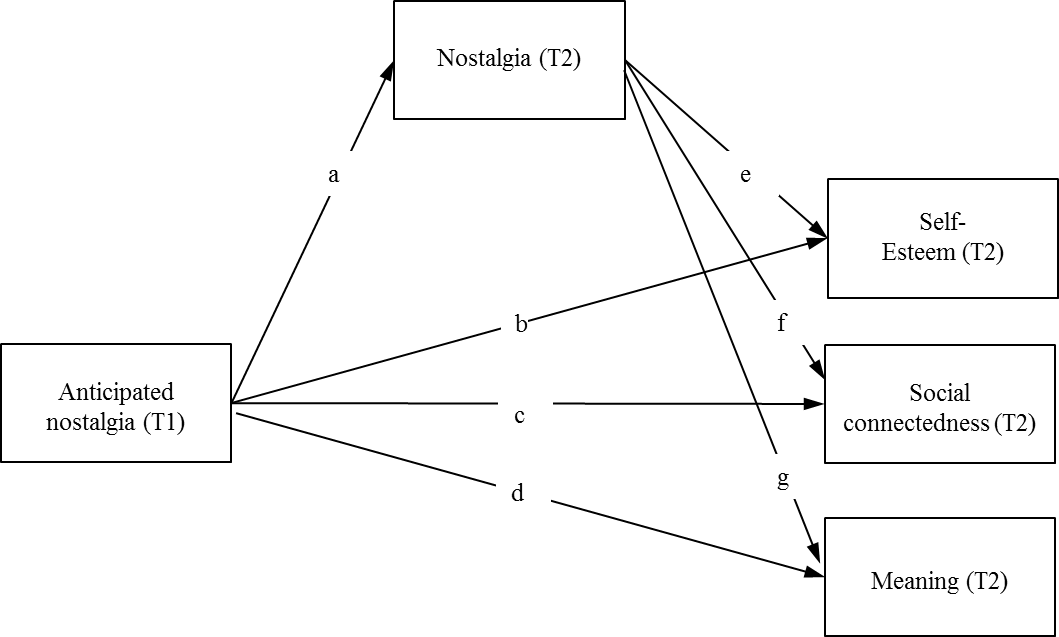 Nostalgia (T2)
a
e
Self-
Esteem (T2)
b
f
Anticipated
nostalgia (T1)
c
Social
connectedness (T2)
d
g
Meaning (T2)